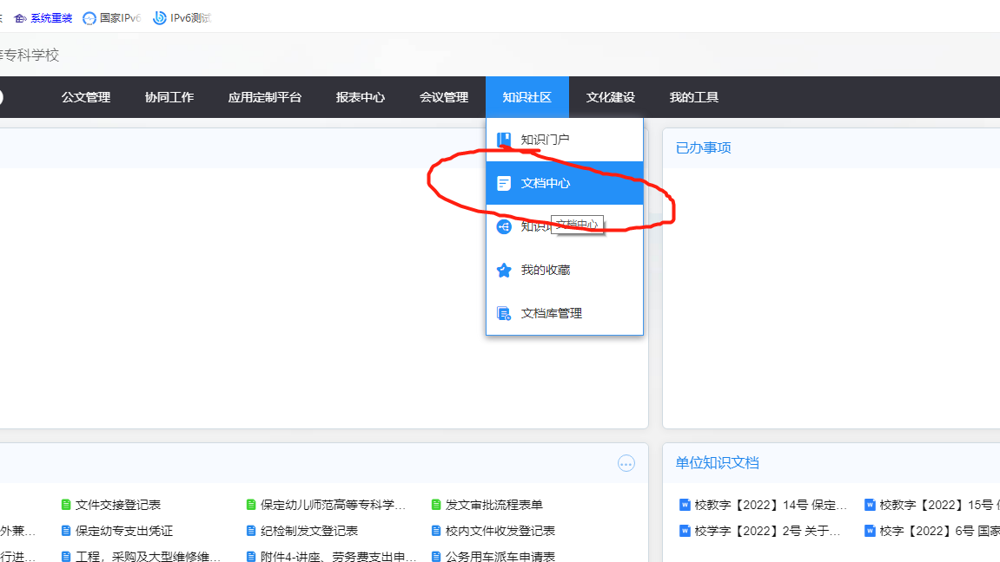 系统重装 国家IPv6 IPv6测试
等专科学校
公文管理 协同工作 应用定制平台 报表中心 会议管理 知识社区 文化建设 我的工具
知识门户
文档中心
知识
文档中心
我的收藏
文档库管理
已办事项
单位知识文档
文件交接登记表 保定幼儿师范高等专科学... 发文审批流程表单
外兼... 保定幼专支出凭证 纪检制发文登记表 校内文件收发登记表
行进... 工程，采购及大型维修维... 附件4-讲座、劳务费支出申... 公务用车派车申请表
校教字【2022】14号 保定... 校教字【2022】15号
校学字【2022】2号 关于... 校字【2022】6号 国家